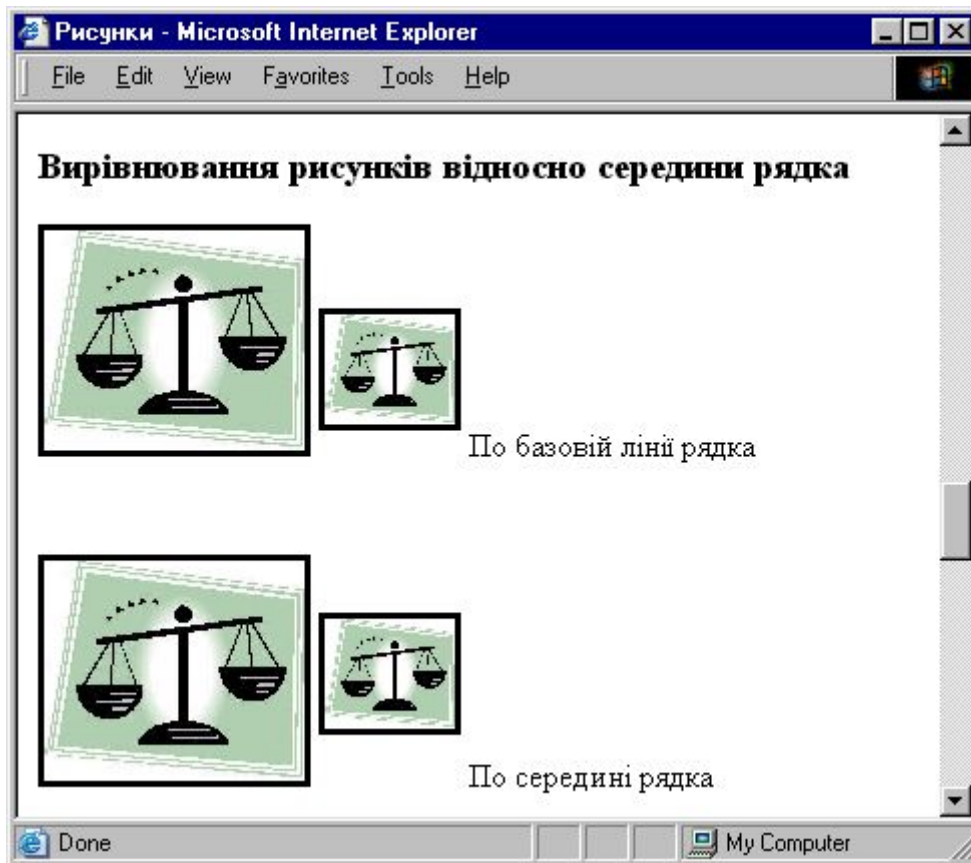 Рисунки - Microsoft Internet Explorer
File Edit View Favorites Tools Help
Вирівнювання рисунків відносно середини рядка
По базовій лінії рядка
По середині рядка
Done My Computer